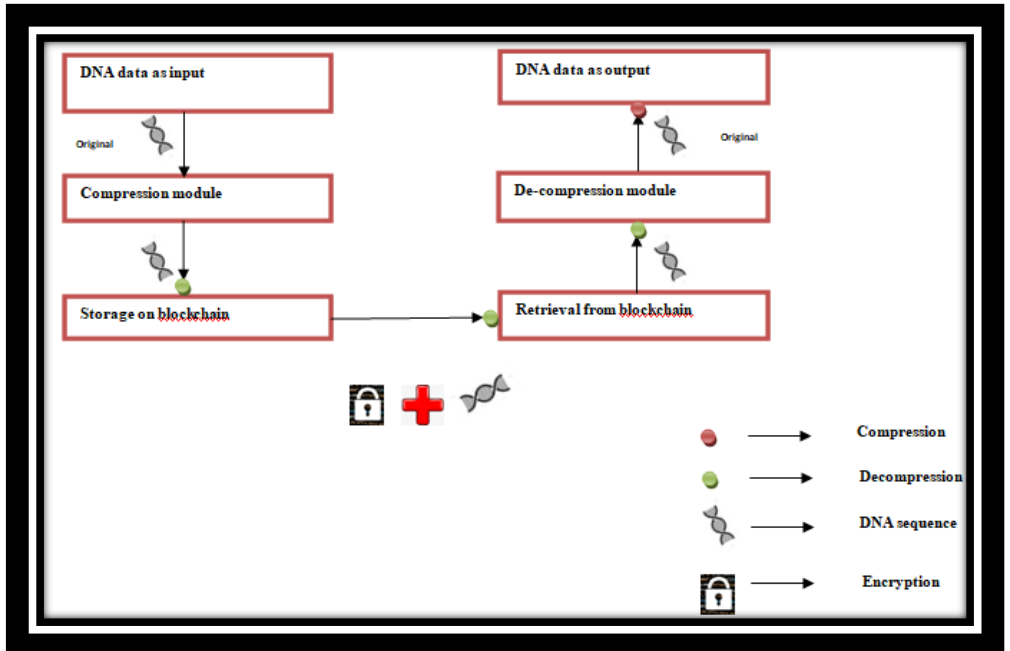 DNA data as input
Original
Compression module
Storage on blockchain
DNA data as output
Original
De-compression module
Retrieval from blockchain
Compression
Decompression
DNA sequence
Encryption